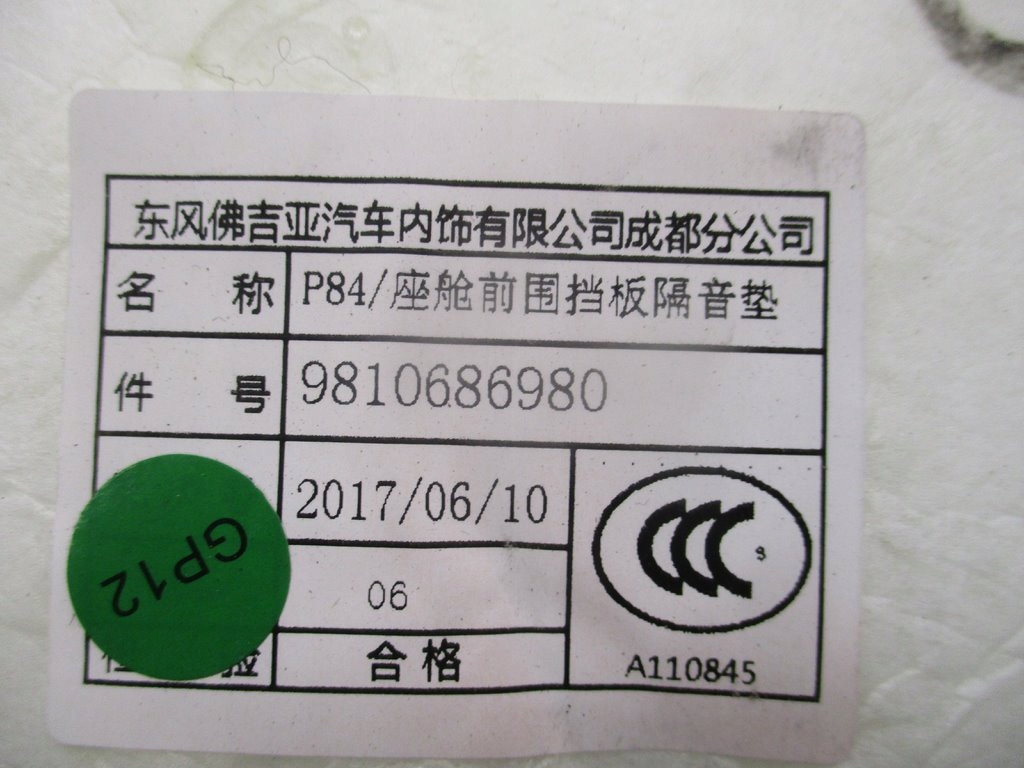 东风佛吉亚汽车内饰有限公司成都分公司
名 称 P84/座舱前围挡板隔音垫
件 号 9810686980
2017/06/10
GP12
06
合格
CCC S
A110845